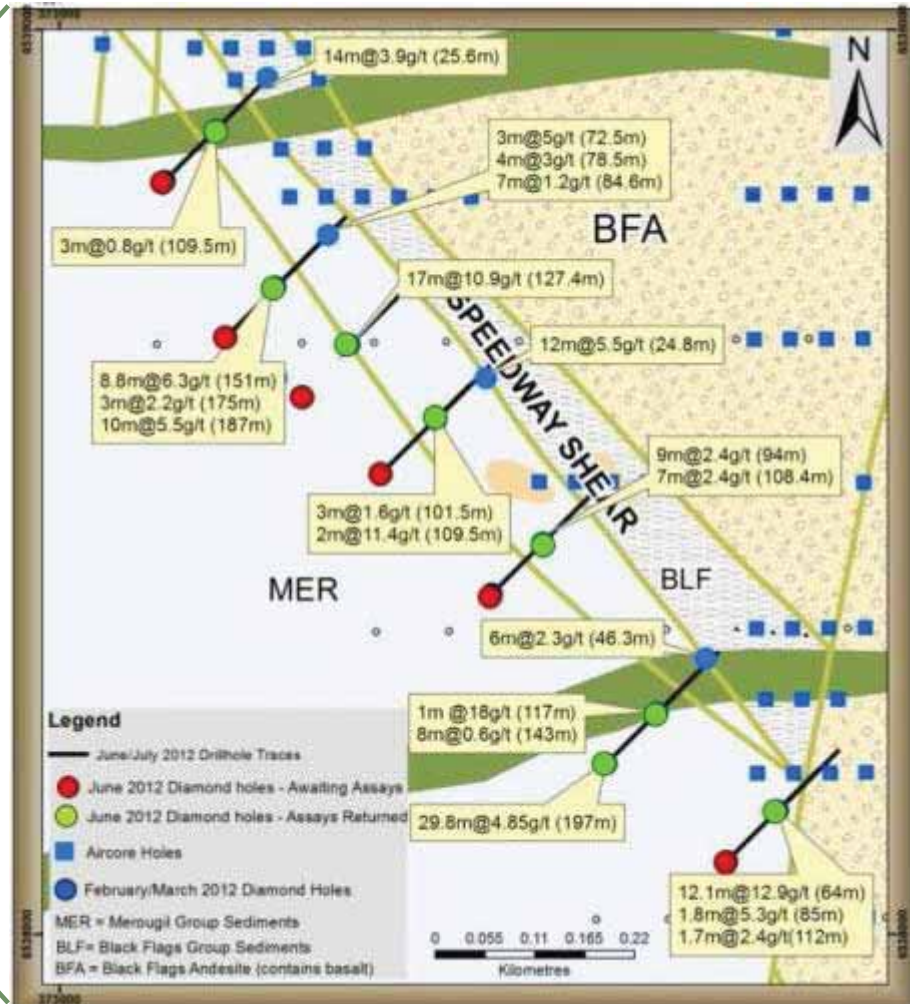 373000
6539000
6539000
N
14m@3.9g/t (25.6m)
3m@5g/t (72.5m)
4m@3g/t (78.5m)
7m@1.2g/t (84.6m)
BFA
3m@0.8g/t (109.5m)
17m@10.9g/t (127.4m)
SPEEDWAY SHEAR
12m@5.5g/t (24.8m)
8.8m@6.3g/t (151m)
3m@2.2g/t (175m)
10m@5.5g/t (187m)
9m@2.4g/t (94m)
7m@2.4g/t (108.4m)
3m@1.6g/t (101.5m)
2m@11.4g/t (109.5m)
MER
BLF
6m@2.3g/t (46.3m)
1m @18g/t (117m)
8m@0.6g/t (143m)
29.8m@4.85g/t (197m)
12.1m@12.9g/t (64m)
1.8m@5.3g/t (85m)
1.7m@2.4g/t(112m)
Legend
June/July 2012 Drillhole Traces
June 2012 Diamond holes - Awaiting Assays
June 2012 Diamond holes - Assays Returned
Aircore Holes
February/March 2012 Diamond Holes
MER = Merougil Group Sediments
BLF= Black Flags Group Sediments
BFA = Black Flags Andesite (contains basalt)
0 0.055 0.11 0.165 0.22
Kilometres
6538000
6538000
373000